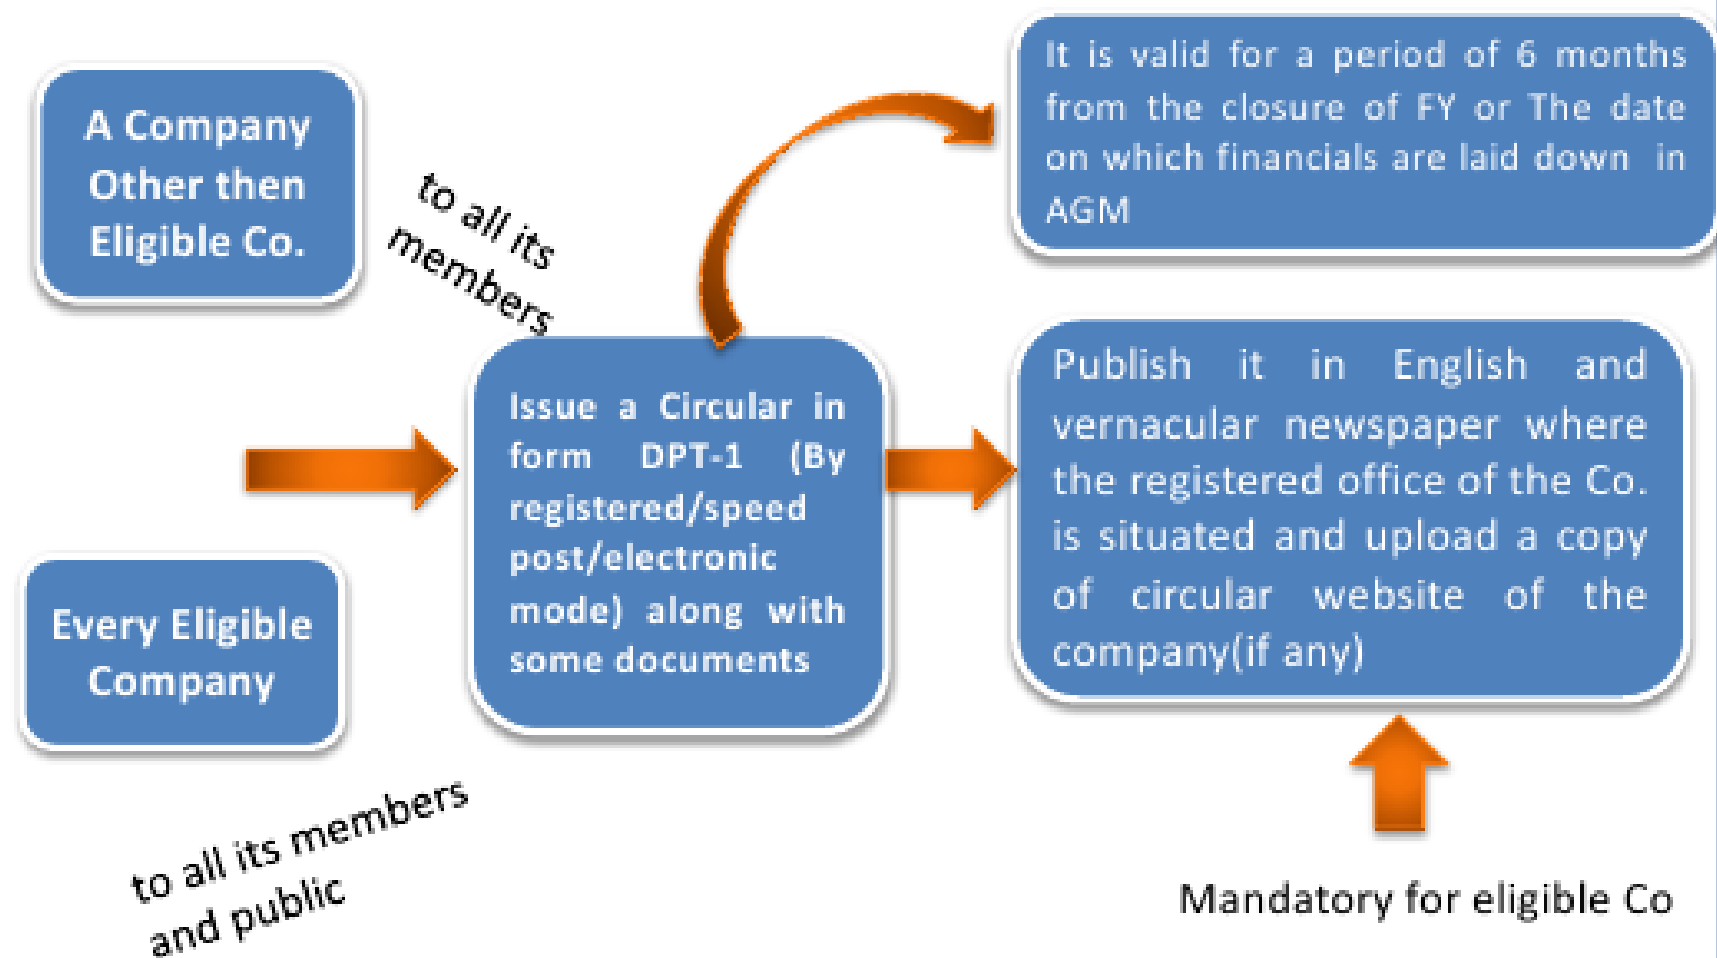 A Company
Other then
Eligible Co.
to all its
members
It is valid for a period of 6 months
from the closure of FY or The date
on which financials are laid down in
AGM
Issue a Circular in
form DPT-1 (By
registered/speed
post/electronic
mode) along with
some documents
Publish it in English and
vernacular newspaper where
the registered office of the Co.
is situated and upload a copy
of circular website of the
company(if any)
Every Eligible
Company
to all its members
and public
Mandatory for eligible Co